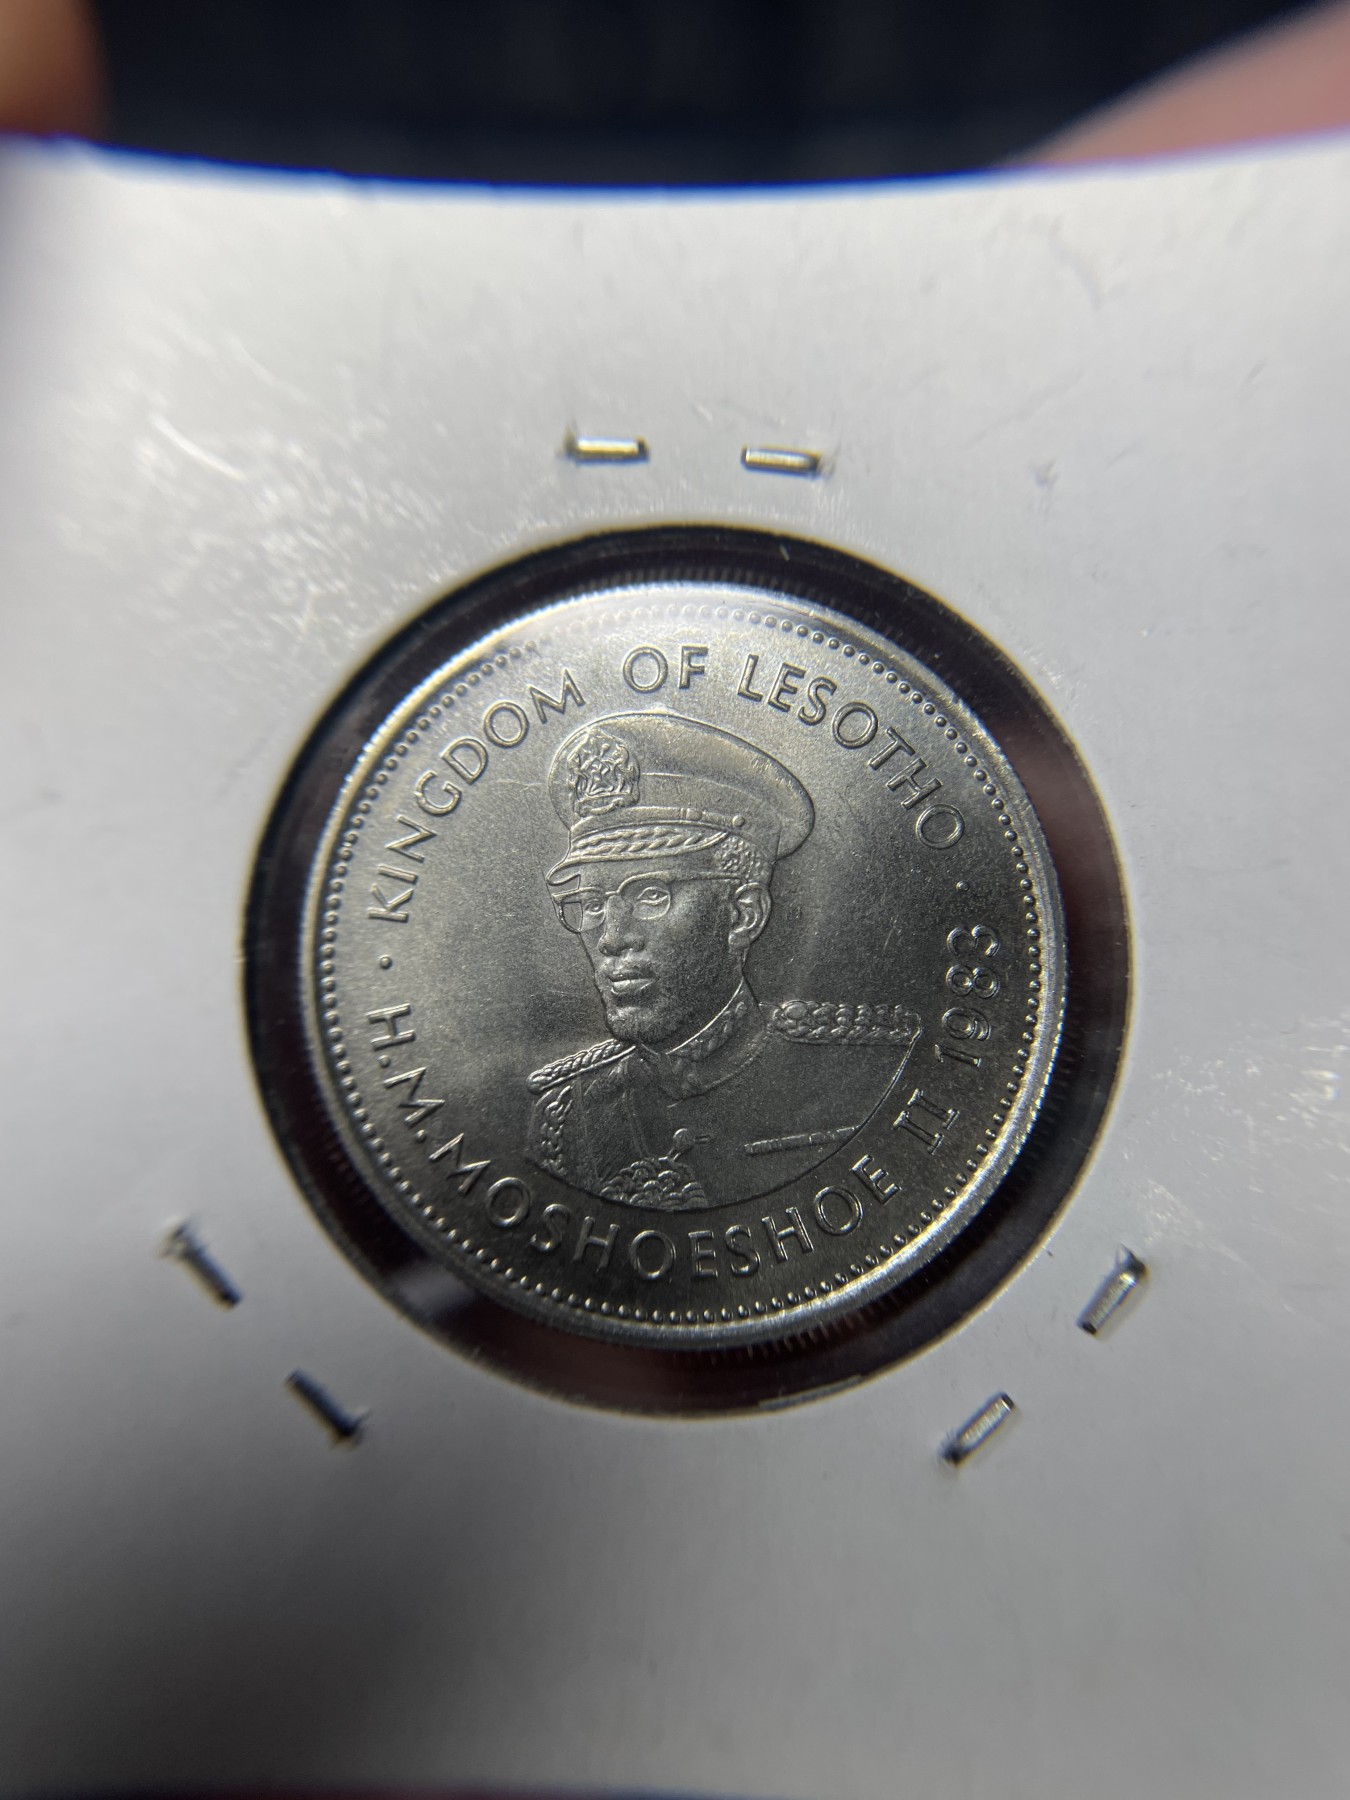 · KINGDOM OF LESOTHO ·
H.M. MOSHOESHOE II 1983